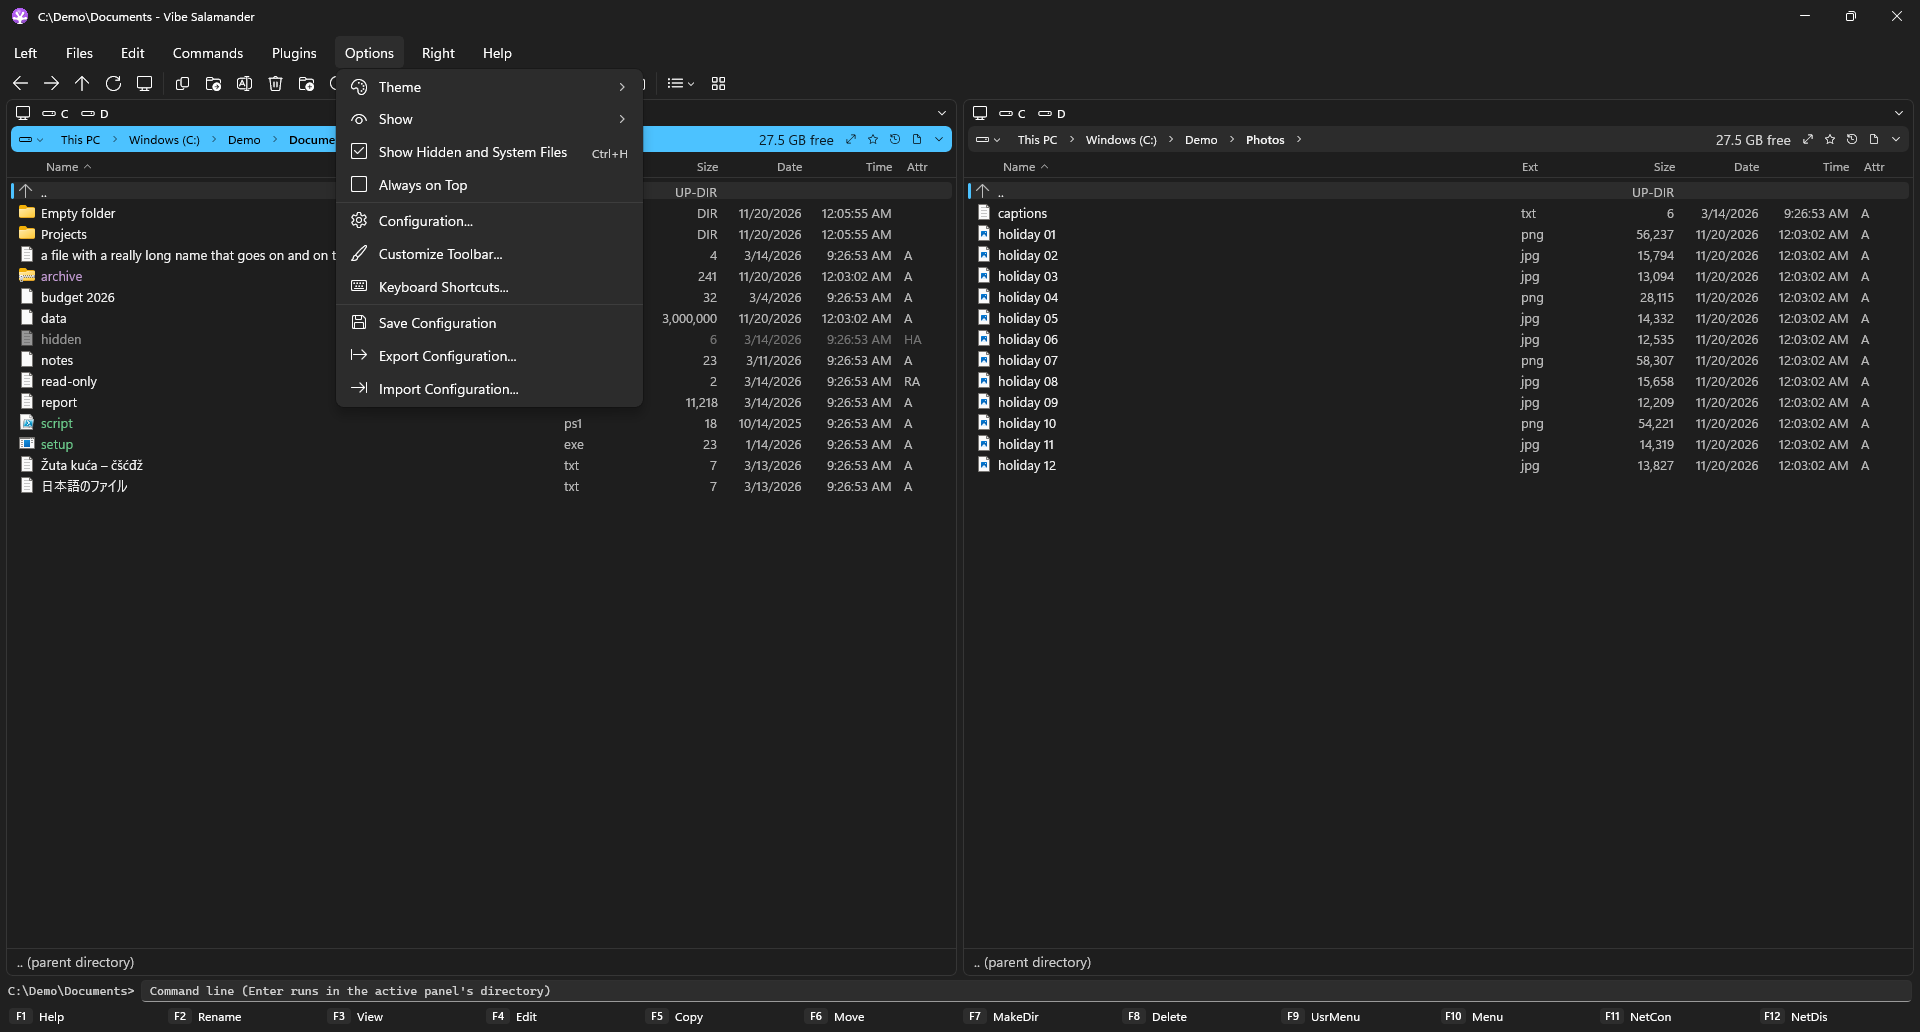 C:\Demo\Documents - Vibe Salamander
Left Files Edit Commands Plugins Options Right Help
C D
This PC Windows (C:) Demo Docume 27.5 GB free
Name Size Date Time Attr
.. UP-DIR
Empty folder DIR 11/20/2026 12:05:55 AM
Projects DIR 11/20/2026 12:05:55 AM
a file with a really long name that goes on and on t 4 3/14/2026 9:26:53 AM A
archive 241 11/20/2026 12:03:02 AM A
budget 2026 32 3/4/2026 9:26:53 AM A
data 3,000,000 11/20/2026 12:03:02 AM A
hidden 6 3/14/2026 9:26:53 AM HA
notes 23 3/11/2026 9:26:53 AM A
read-only 2 3/14/2026 9:26:53 AM RA
report 11,218 3/14/2026 9:26:53 AM A
script ps1 18 10/14/2025 9:26:53 AM A
setup exe 23 1/14/2026 9:26:53 AM A
Žuta kuća – čšćđž txt 7 3/13/2026 9:26:53 AM A
日本語のファイル txt 7 3/13/2026 9:26:53 AM A
.. (parent directory)
Theme
Show
Show Hidden and System Files Ctrl+H
Always on Top
Configuration...
Customize Toolbar...
Keyboard Shortcuts...
Save Configuration
Export Configuration...
Import Configuration...
C D
This PC Windows (C:) Demo Photos 27.5 GB free
Name Ext Size Date Time Attr
.. UP-DIR
captions txt 6 3/14/2026 9:26:53 AM A
holiday 01 png 56,237 11/20/2026 12:03:02 AM A
holiday 02 jpg 15,794 11/20/2026 12:03:02 AM A
holiday 03 jpg 13,094 11/20/2026 12:03:02 AM A
holiday 04 png 28,115 11/20/2026 12:03:02 AM A
holiday 05 jpg 14,332 11/20/2026 12:03:02 AM A
holiday 06 jpg 12,535 11/20/2026 12:03:02 AM A
holiday 07 png 58,307 11/20/2026 12:03:02 AM A
holiday 08 jpg 15,658 11/20/2026 12:03:02 AM A
holiday 09 jpg 12,209 11/20/2026 12:03:02 AM A
holiday 10 png 54,221 11/20/2026 12:03:02 AM A
holiday 11 jpg 14,319 11/20/2026 12:03:02 AM A
holiday 12 jpg 13,827 11/20/2026 12:03:02 AM A
.. (parent directory)
C:\Demo\Documents> Command line (Enter runs in the active panel's directory)
F1 Help F2 Rename F3 View F4 Edit F5 Copy F6 Move F7 MakeDir F8 Delete F9 UsrMenu F10 Menu F11 NetCon F12 NetDis